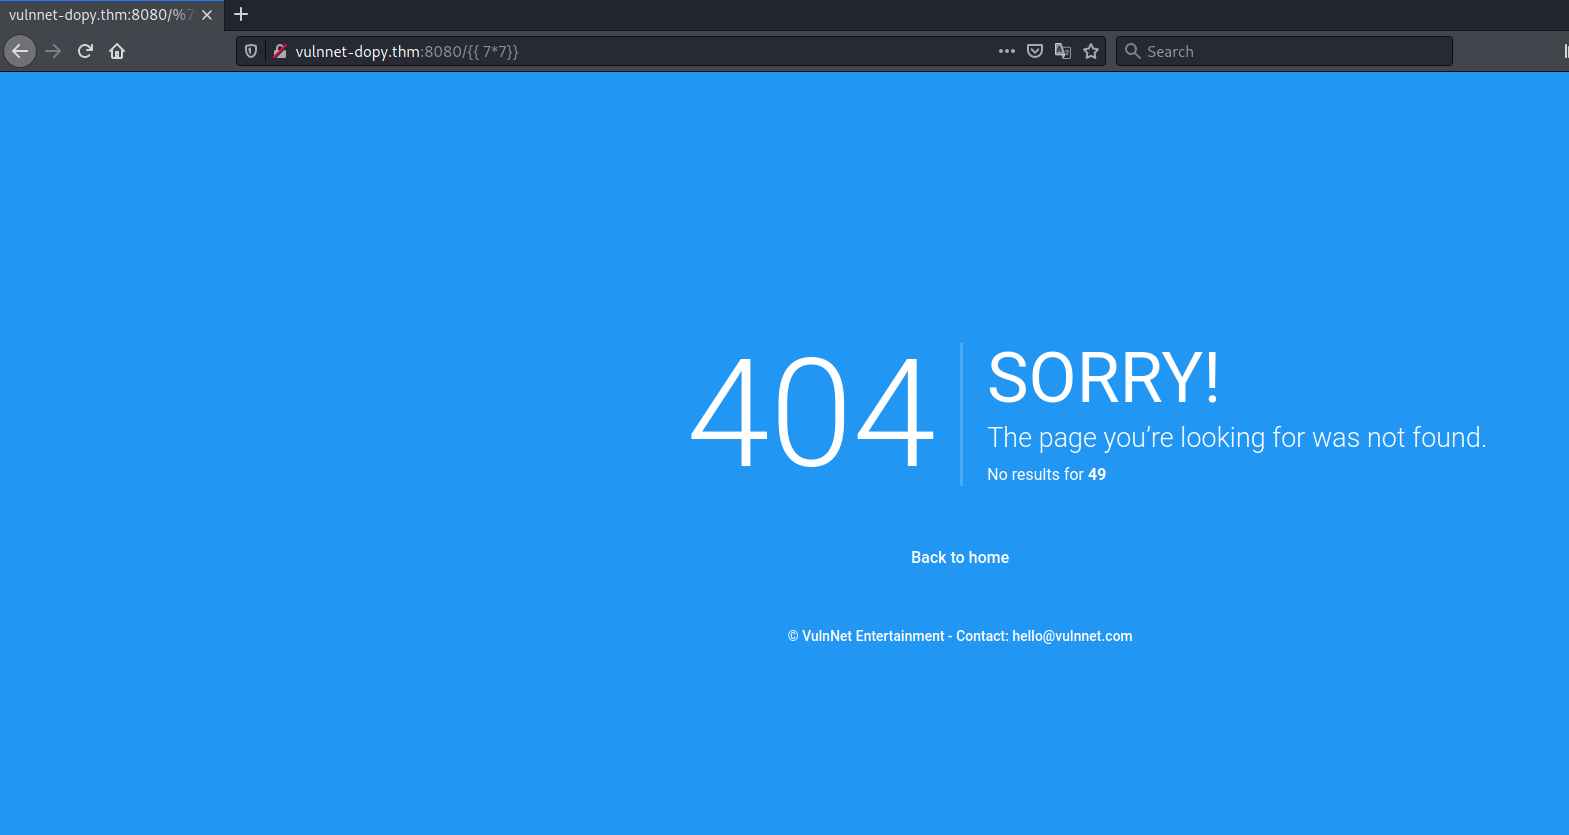 vulnnet-dopy.thm:8080/%7
vulnnet-dopy.thm:8080/{{ 7*7}}
Search
404
SORRY!
The page you’re looking for was not found.
No results for 49
Back to home
© VulnNet Entertainment - Contact: hello@vulnnet.com